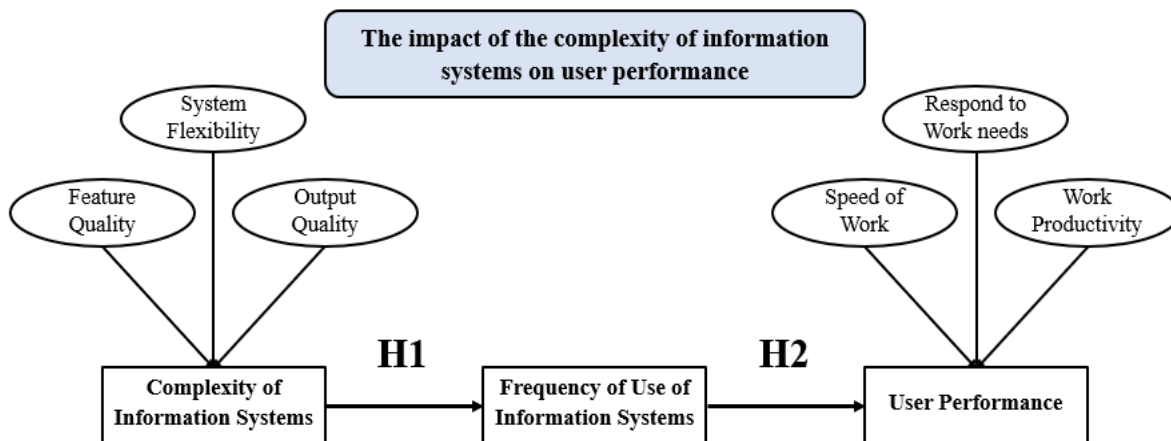 The impact of the complexity of information
systems on user performance
System
Flexibility
Respond to
Work needs
Feature
Quality
Output
Quality
Speed of
Work
Work
Productivity
H1
H2
Complexity of
Information Systems
Frequency of Use of
Information Systems
User Performance